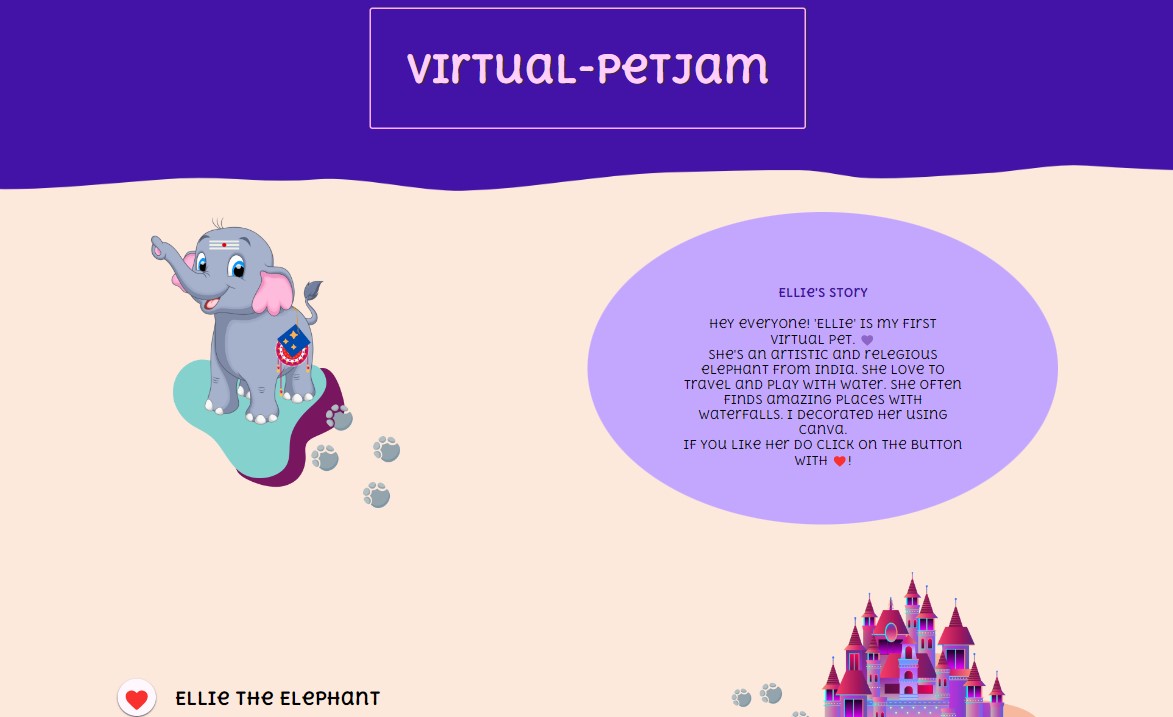 Virtual-PetJam
Ellie's Story
Hey everyone! 'Ellie' is my first
virtual pet. 💜
She's an artistic and relegious
elephant from India. She love to
travel and play with water. She often
finds amazing places with
waterfalls. I decorated her using
canva.
If you like her do click on the button
with ❤️!
Ellie the Elephant